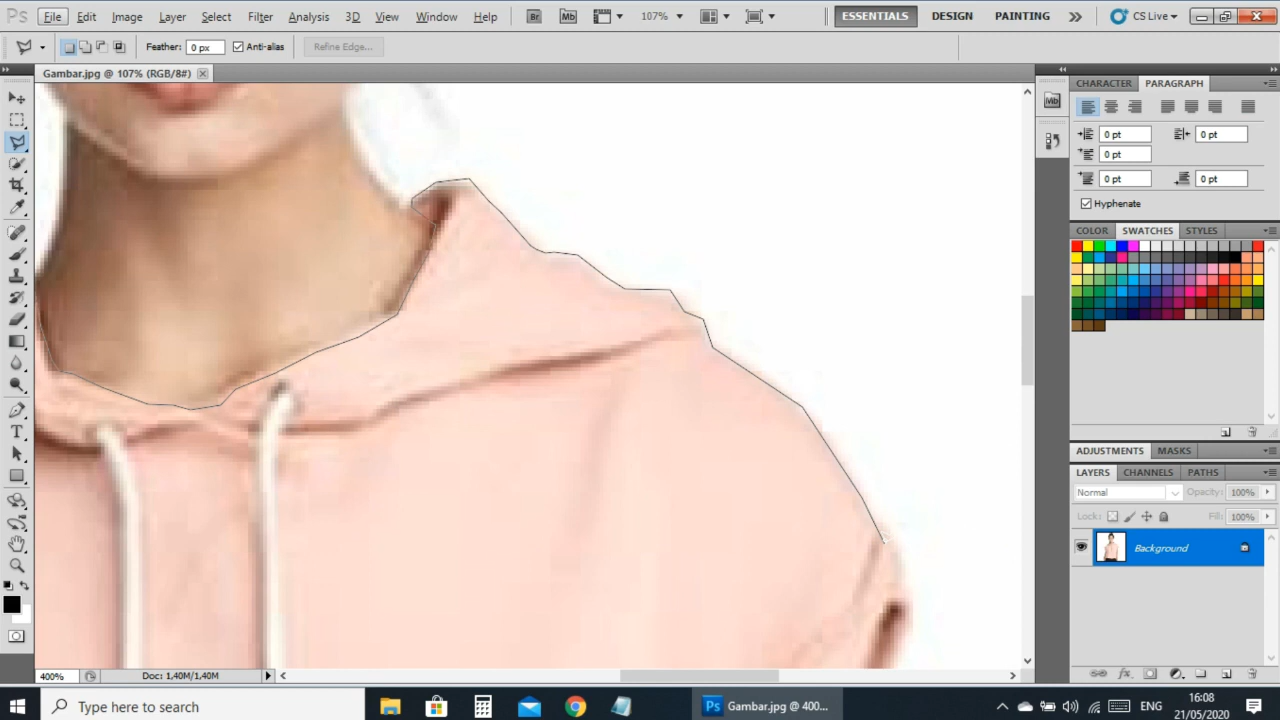 Ps File Edit Image Layer Select Filter Analysis 3D View Window Help Br Mb 107% ESSENTIALS DESIGN PAINTING CS Live
Feather: 0 px Anti-alias Refine Edge...
Gambar.jpg @ 107% (RGB/8#)
CHARACTER PARAGRAPH
Mb
0 pt 0 pt
0 pt
0 pt 0 pt
Hyphenate
COLOR SWATCHES STYLES
T
ADJUSTMENTS MASKS
LAYERS CHANNELS PATHS
Normal Opacity: 100%
Lock: Fill: 100%
Background
400% Doc: 1,40M/1,40M
Type here to search
Ps Gambar.jpg @ 400...
ENG
16:08
21/05/2020